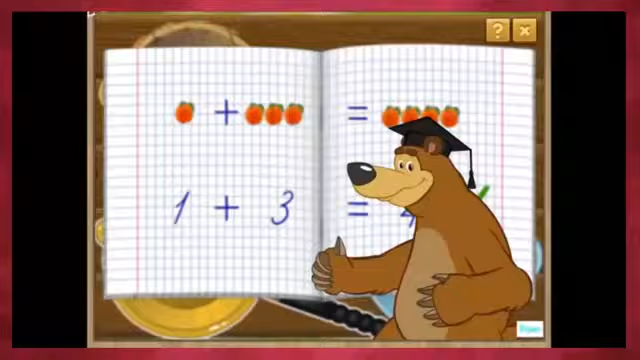 ? ×
+ =
1 + 3 = 4